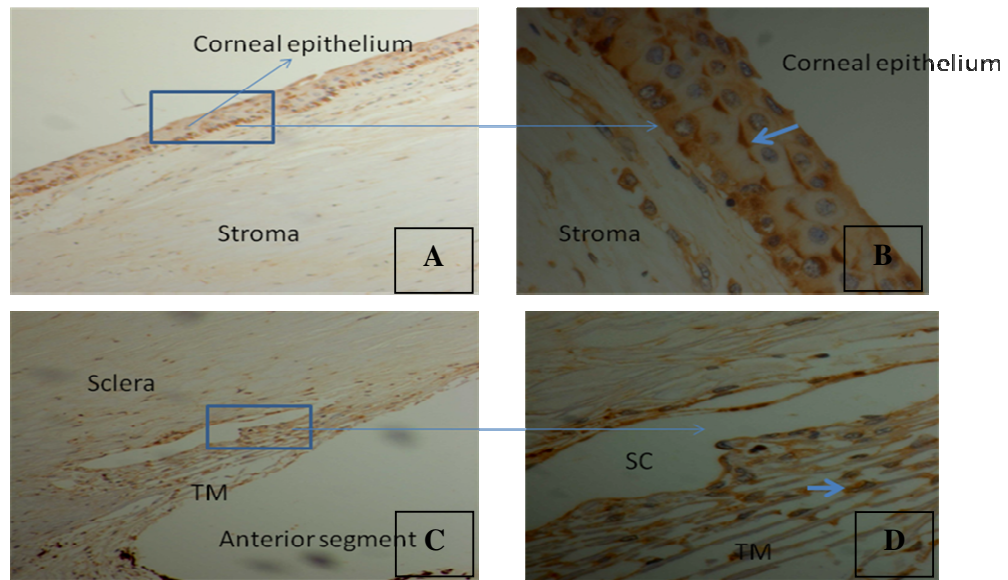 Corneal epithelium
Stroma
A
Corneal epithelium
Stroma
B
Sclera
TM
Anterior segment
C
SC
TM
D